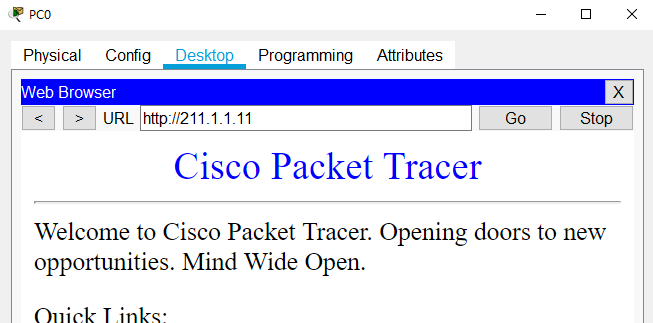 PC0
Physical Config Desktop Programming Attributes
Web Browser X
< > URL http://211.1.1.11 Go Stop
Cisco Packet Tracer
Welcome to Cisco Packet Tracer. Opening doors to new
opportunities. Mind Wide Open.
Quick Links: